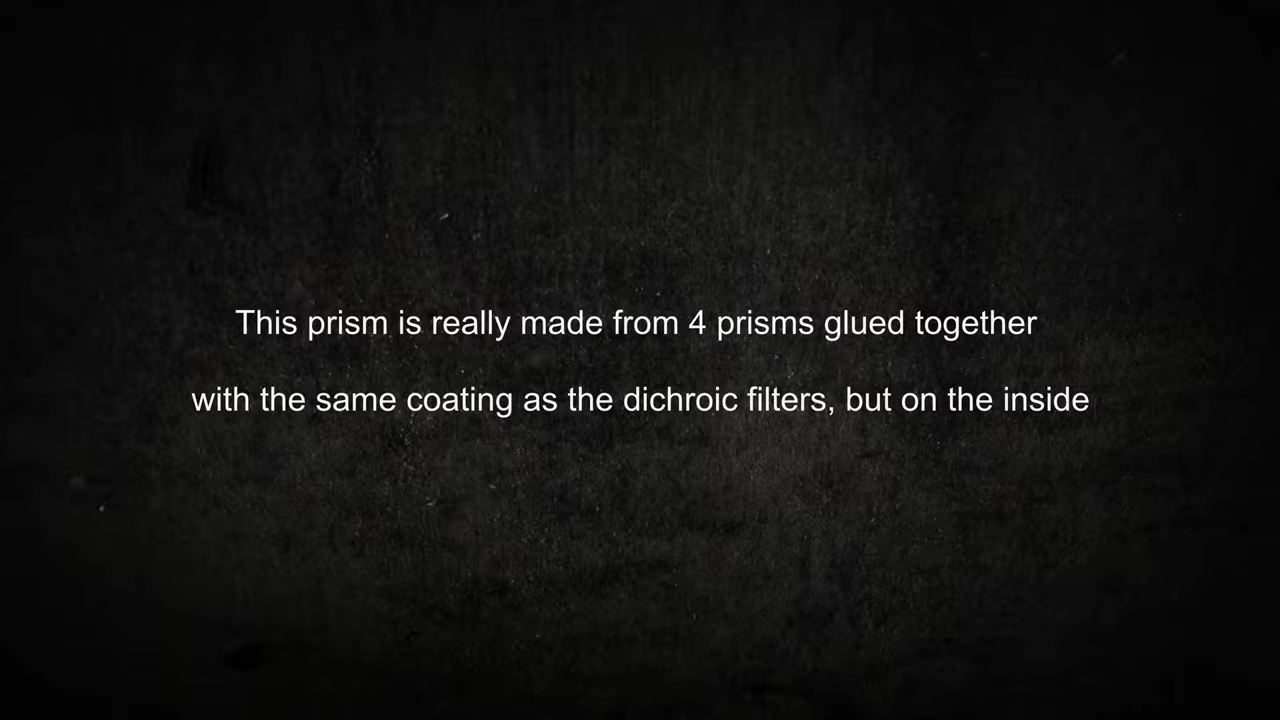 This prism is really made from 4 prisms glued together
with the same coating as the dichroic filters, but on the inside